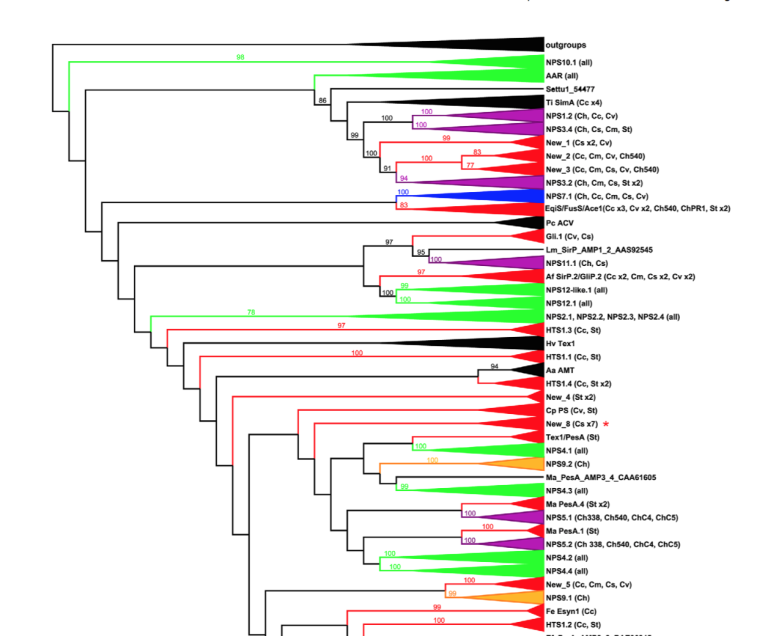 outgroups
98
NPS10.1 (all)
AAR (all)
Settu1_54477
86
Ti SimA (Cc x4)
100
NPS1.2 (Ch, Cc, Cv)
100
100
NPS3.4 (Ch, Cs, Cm, St)
99
99
New_1 (Cs x2, Cv)
100
83
New_2 (Cc, Cm, Cv, Ch540)
100
91
77
New_3 (Cc, Cm, Cs, Cv, Ch540)
94
NPS3.2 (Ch, Cm, Cs, St x2)
100
NPS7.1 (Ch, Cc, Cm, Cs, Cv)
83
EqiS/FusS/Ace1(Cc x3, Cv x2, Ch540, ChPR1, St x2)
Pc ACV
Gli.1 (Cv, Cs)
97
95
Lm_SirP_AMP1_2_AAS92545
100
NPS11.1 (Ch, Cs)
97
Af SirP.2/GliP.2 (Cc x2, Cm, Cs x2, Cv x2)
99
NPS12-like.1 (all)
100
100
NPS12.1 (all)
78
NPS2.1, NPS2.2, NPS2.3, NPS2.4 (all)
97
HTS1.3 (Cc, St)
Hv Tex1
100
HTS1.1 (Cc, St)
94
Aa AMT
HTS1.4 (Cc, St x2)
New_4 (St x2)
Cp PS (Cv, St)
New_8 (Cs x7) *
Tex1/PesA (St)
100
NPS4.1 (all)
100
NPS9.2 (Ch)
Ma_PesA_AMP3_4_CAA61605
99
NPS4.3 (all)
Ma PesA.4 (St x2)
100
NPS5.1 (Ch338, Ch540, ChC4, ChC5)
100
Ma PesA.1 (St)
100
NPS5.2 (Ch 338, Ch540, ChC4, ChC5)
100
NPS4.2 (all)
100
NPS4.4 (all)
100
New_5 (Cc, Cm, Cs, Cv)
99
NPS9.1 (Ch)
99
Fe Esyn1 (Cc)
100
HTS1.2 (Cc, St)